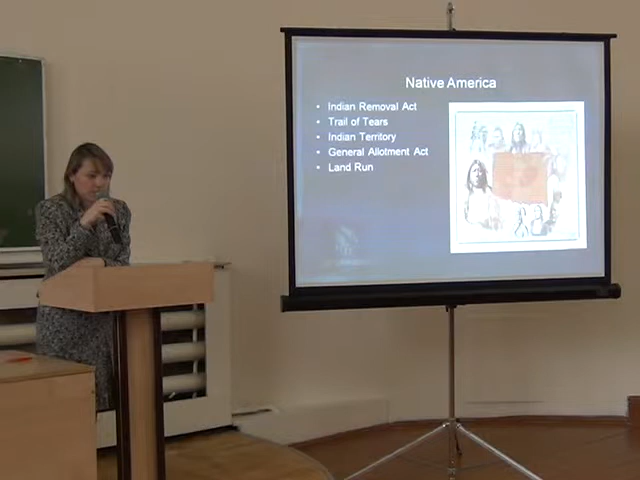 Native America
• Indian Removal Act
• Trail of Tears
• Indian Territory
• General Allotment Act
• Land Run